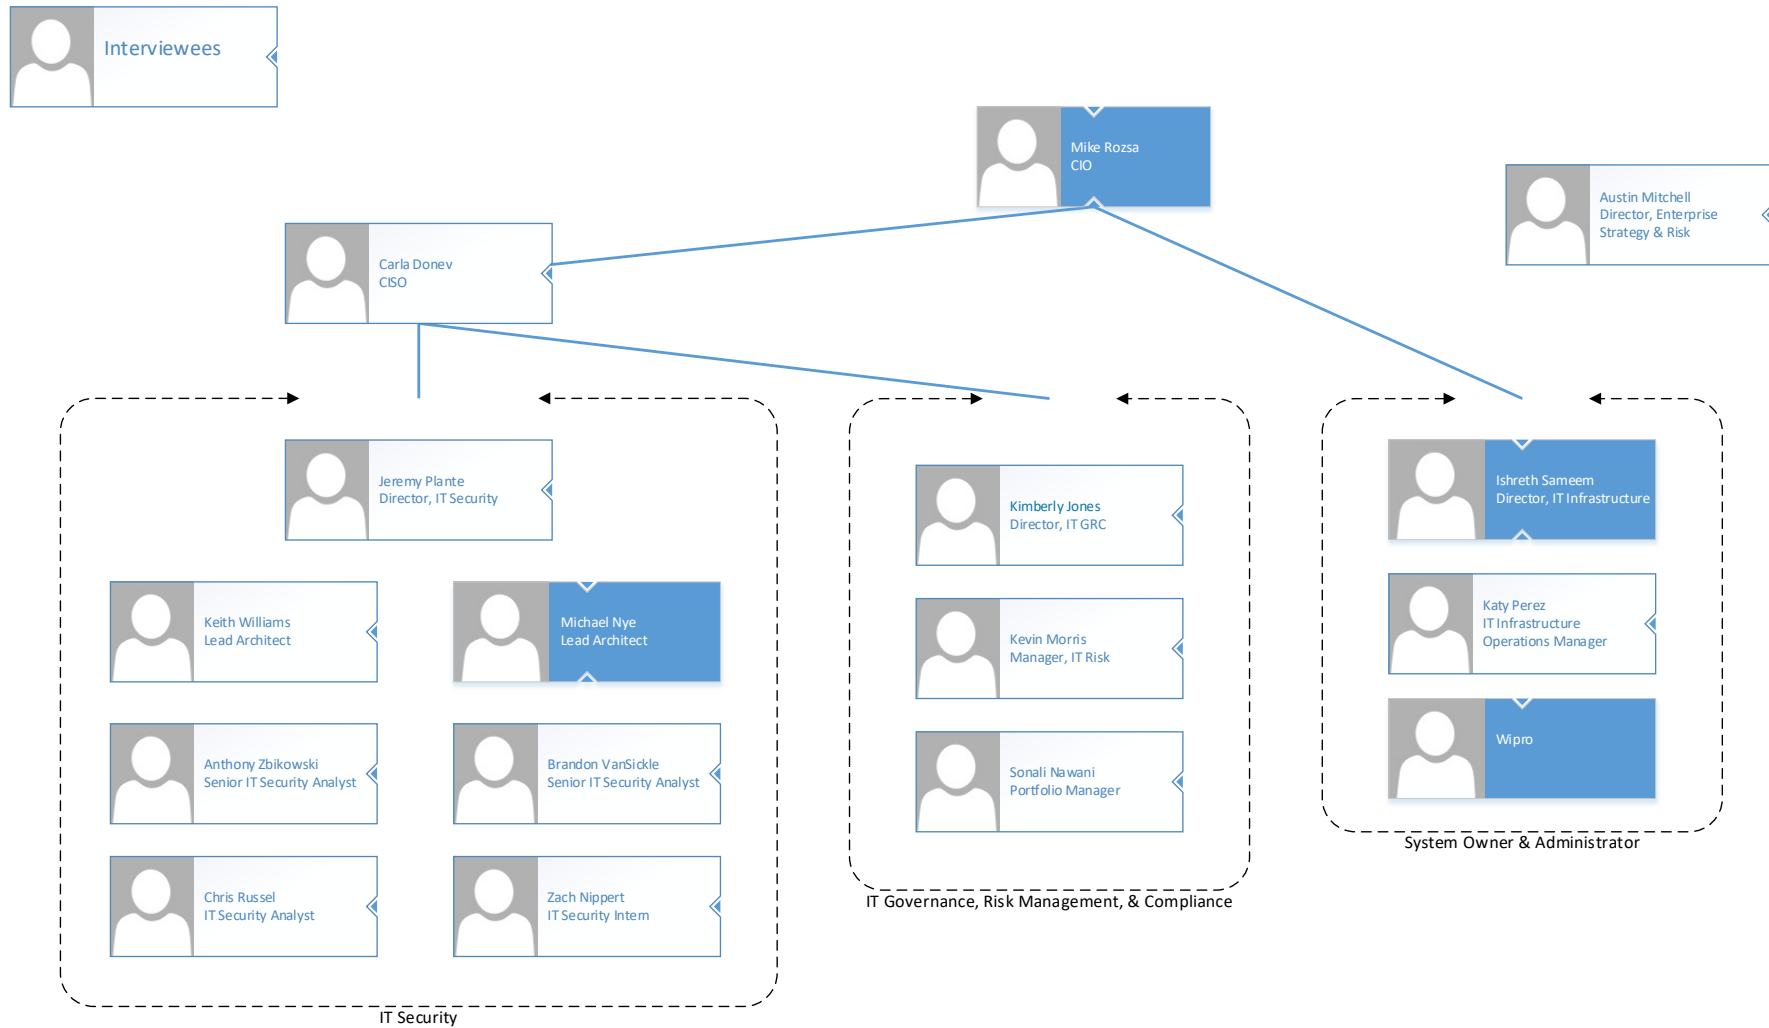 Interviewees
Mike Rozsa
CIO
Austin Mitchell
Director, Enterprise
Strategy & Risk
Carla Donev
CISO
Jeremy Plante
Director, IT Security
Keith Williams
Lead Architect
Michael Nye
Lead Architect
Anthony Zbikowski
Senior IT Security Analyst
Brandon VanSickle
Senior IT Security Analyst
Chris Russel
IT Security Analyst
Zach Nippert
IT Security Intern
IT Security
Kimberly Jones
Director, IT GRC
Kevin Morris
Manager, IT Risk
Sonali Nawani
Portfolio Manager
IT Governance, Risk Management, & Compliance
Ishreth Sameem
Director, IT Infrastructure
Katy Perez
IT Infrastructure
Operations Manager
Wipro
System Owner & Administrator